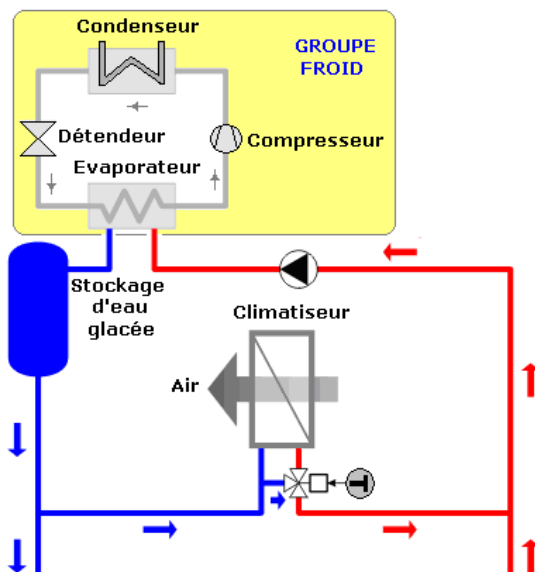 Condenseur
GROUPE
FROID
Détendeur
Compresseur
Evaporateur
Stockage
d'eau
glacée
Climatiseur
Air
T